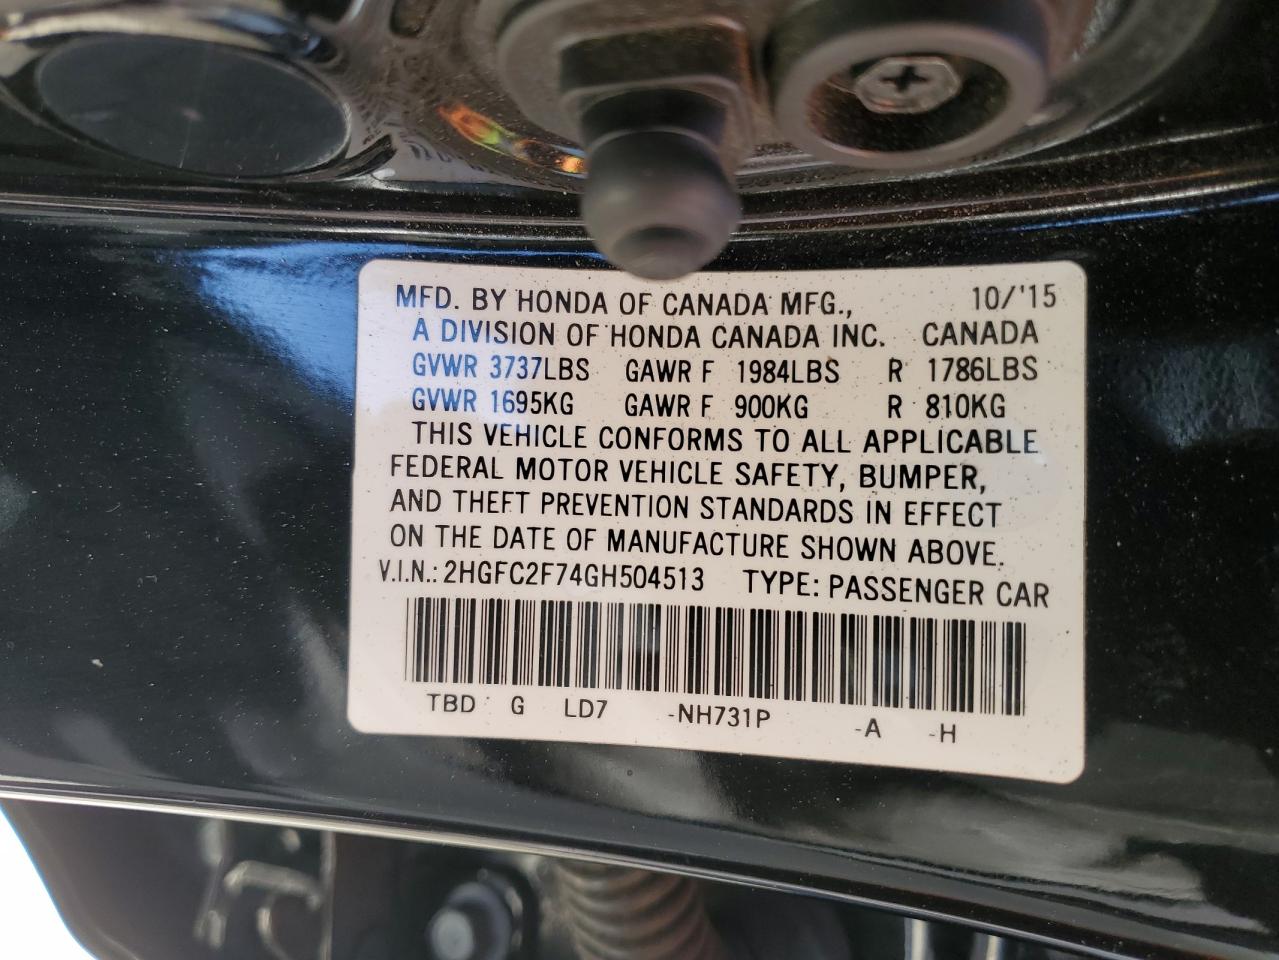 MFD. BY HONDA OF CANADA MFG., 10/'15
A DIVISION OF HONDA CANADA INC. CANADA
GVWR 3737LBS GAWR F 1984LBS R 1786LBS
GVWR 1695KG GAWR F 900KG R 810KG
THIS VEHICLE CONFORMS TO ALL APPLICABLE
FEDERAL MOTOR VEHICLE SAFETY, BUMPER,
AND THEFT PREVENTION STANDARDS IN EFFECT
ON THE DATE OF MANUFACTURE SHOWN ABOVE.
V.I.N.: 2HGFC2F74GH504513 TYPE: PASSENGER CAR
TBD G LD7 -NH731P -A -H